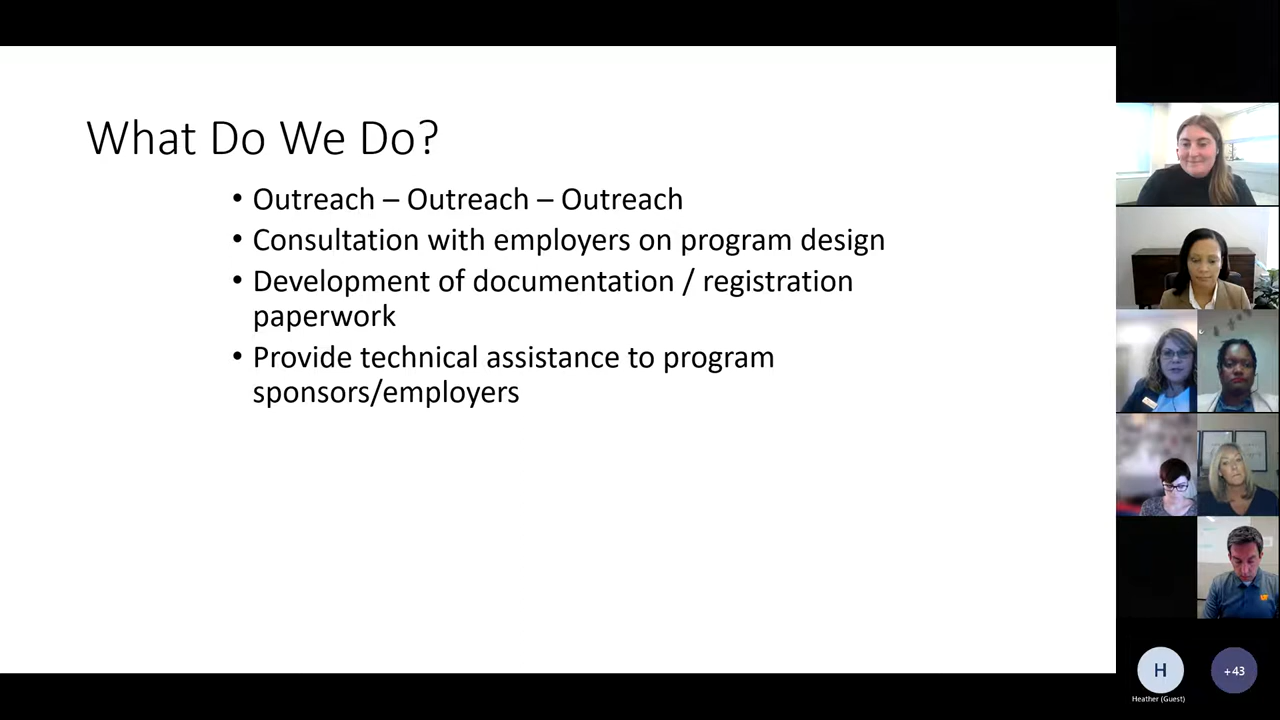 What Do We Do?
• Outreach – Outreach – Outreach
• Consultation with employers on program design
• Development of documentation / registration
paperwork
• Provide technical assistance to program
sponsors/employers
H
+43
Heather (Guest)